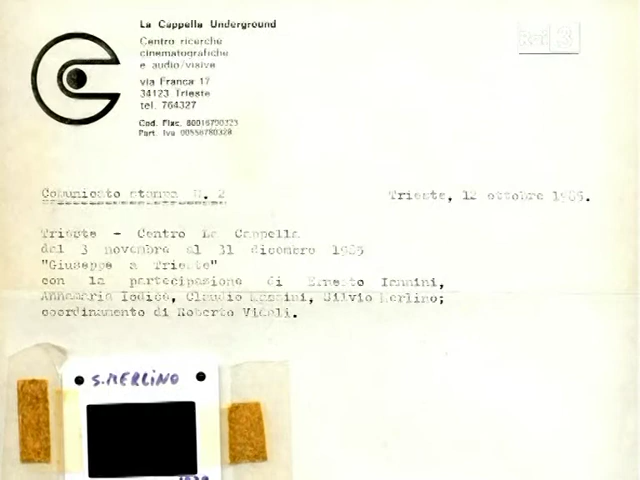 La Cappella Underground
Centro ricerche
cinematografiche
e audio/visive
via Franca 17
34123 Trieste
tel. 764327
Cod. Fisc. 80016790323
Part. Iva 00556780328
Rai 3
Comunicato stampa N. 2
Trieste, 12 ottobre 1985.
Trieste - Centro La Cappella
dal 3 novembre al 31 dicembre 1985
"Giuseppe a Trieste"
con la partecipazione di Ernesto Iannini,
Annamaria Iodice, Claudio Massini, Silvio Merlino;
coordinamento di Roberto Vidali.
S. MERLINO